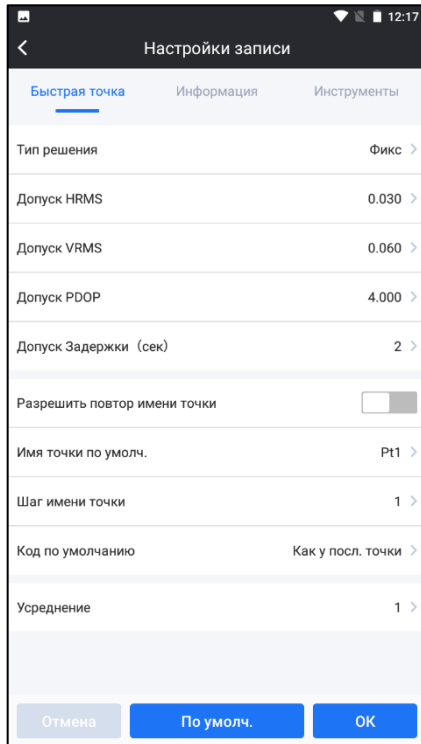 12:17
Настройки записи
Быстрая точка Информация Инструменты
Тип решения Фикс
Допуск HRMS 0.030
Допуск VRMS 0.060
Допуск PDOP 4.000
Допуск Задержки (сек) 2
Разрешить повтор имени точки
Имя точки по умолч. Pt1
Шаг имени точки 1
Код по умолчанию Как у посл. точки
Усреднение 1
Отмена По умолч. OK